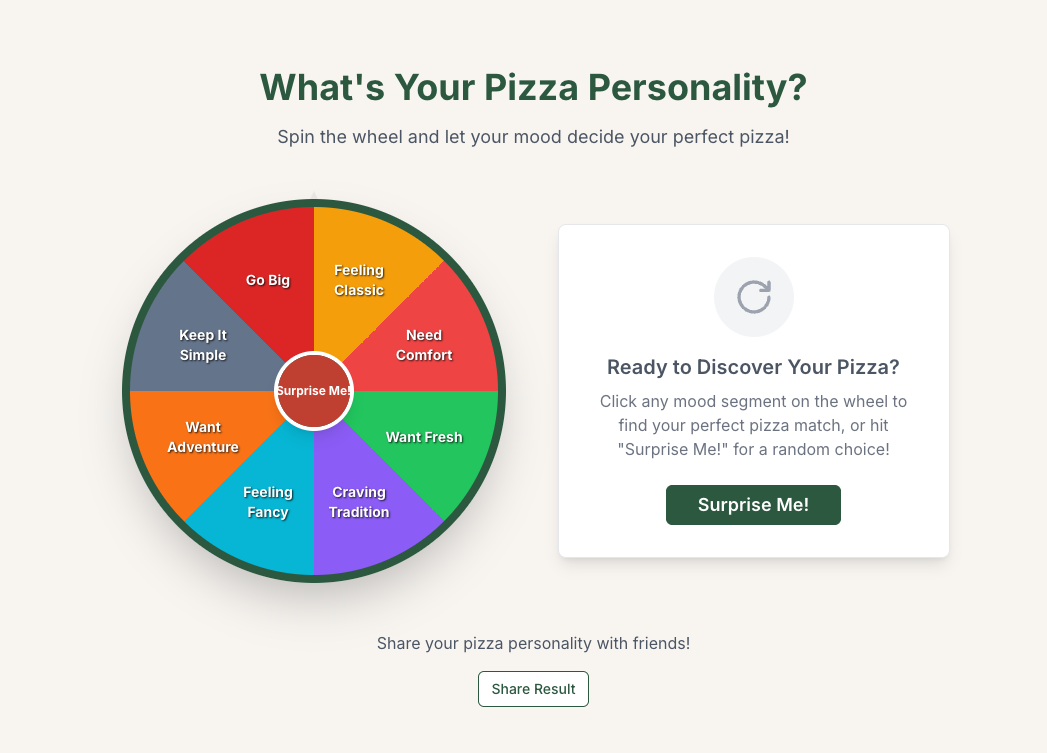 What's Your Pizza Personality?
Spin the wheel and let your mood decide your perfect pizza!
Go Big
Feeling
Classic
Keep It
Simple
Need
Comfort
Surprise Me!
Want
Adventure
Want Fresh
Feeling
Fancy
Craving
Tradition
Ready to Discover Your Pizza?
Click any mood segment on the wheel to
find your perfect pizza match, or hit
"Surprise Me!" for a random choice!
Surprise Me!
Share your pizza personality with friends!
Share Result